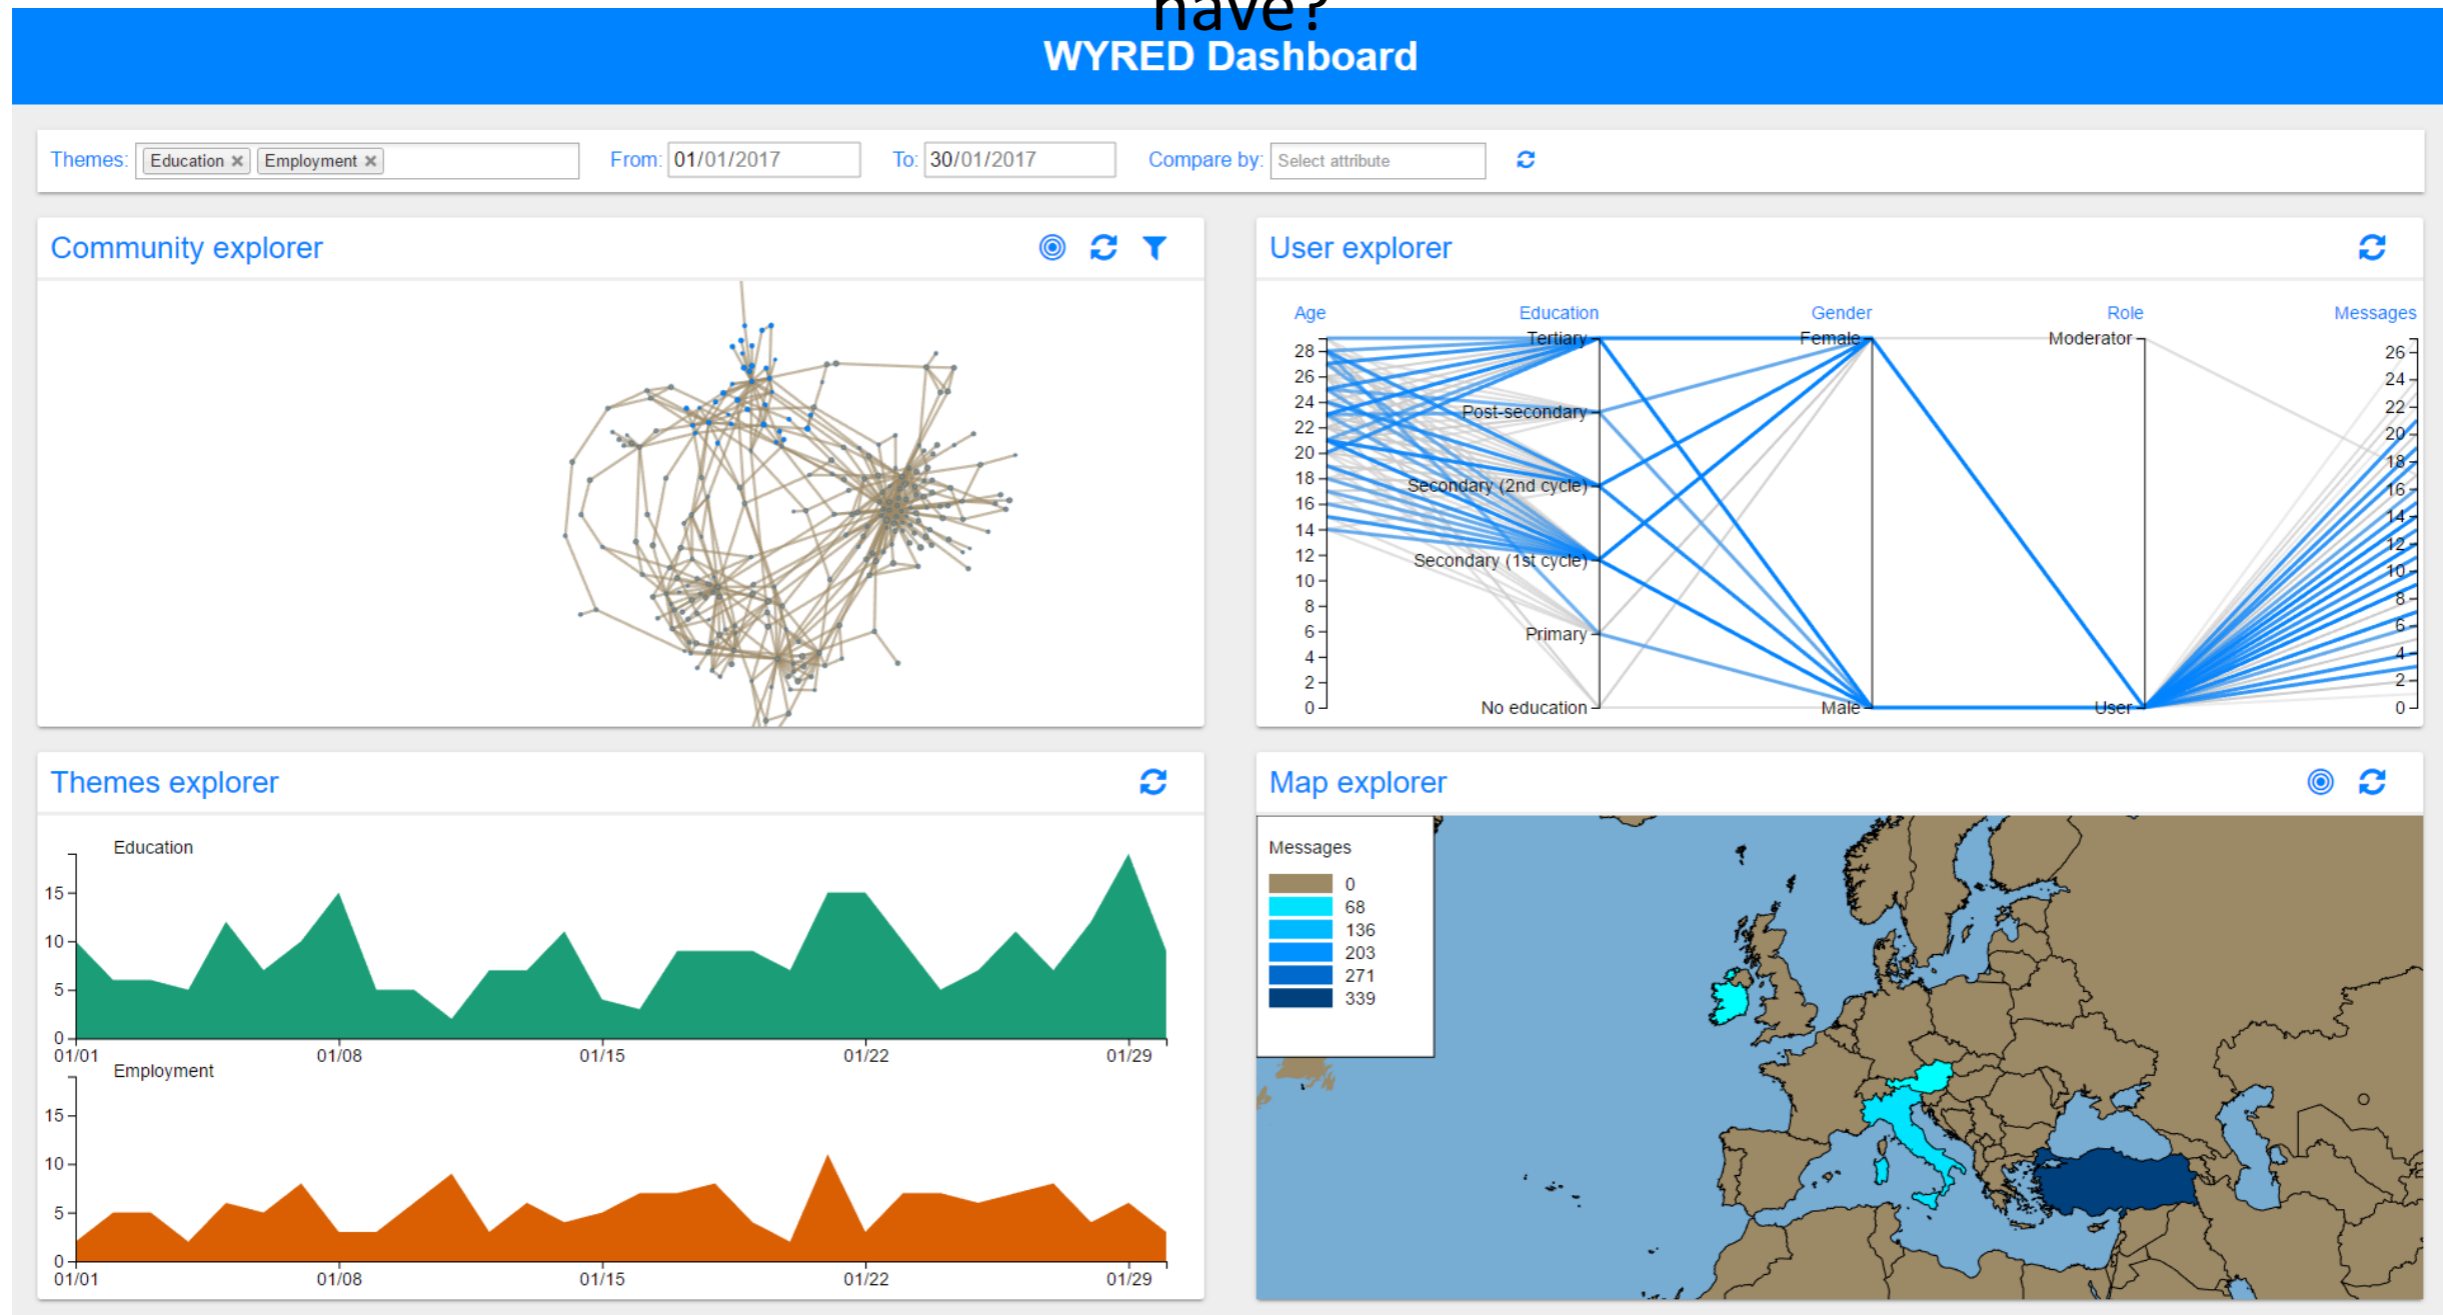 have?
WYRED Dashboard
Themes: Education × Employment × From: 01/01/2017 To: 30/01/2017 Compare by: Select attribute
Community explorer
User explorer
Age Education Gender Role Messages
Tertiary Female Moderator
Post-secondary
Secondary (2nd cycle)
Secondary (1st cycle)
Primary
No education Male User
28
26
24
22
20
18
16
14
12
10
8
6
4
2
0
26
24
22
20
18
16
14
12
10
8
6
4
2
0
Themes explorer
Education
15
10
5
0
01/01 01/08 01/15 01/22 01/29
Employment
15
10
5
0
01/01 01/08 01/15 01/22 01/29
Map explorer
Messages
0
68
136
203
271
339